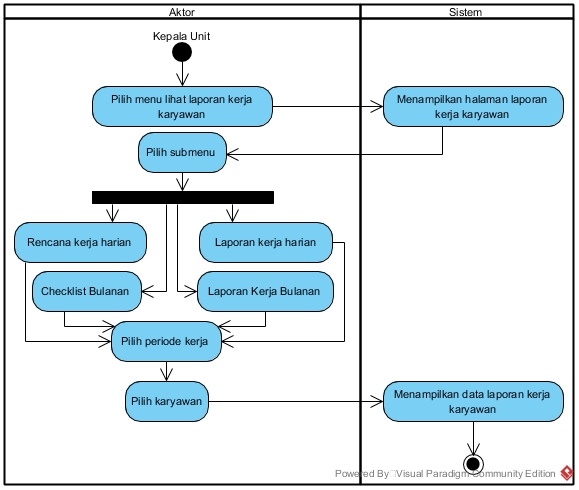 Aktor
Sistem
Kepala Unit
Pilih menu lihat laporan kerja
karyawan
Menampilkan halaman laporan
kerja karyawan
Pilih submenu
Rencana kerja harian
Laporan kerja harian
Checklist Bulanan
Laporan Kerja Bulanan
Pilih periode kerja
Pilih karyawan
Menampilkan data laporan kerja
karyawan
Powered By Visual Paradigm Community Edition